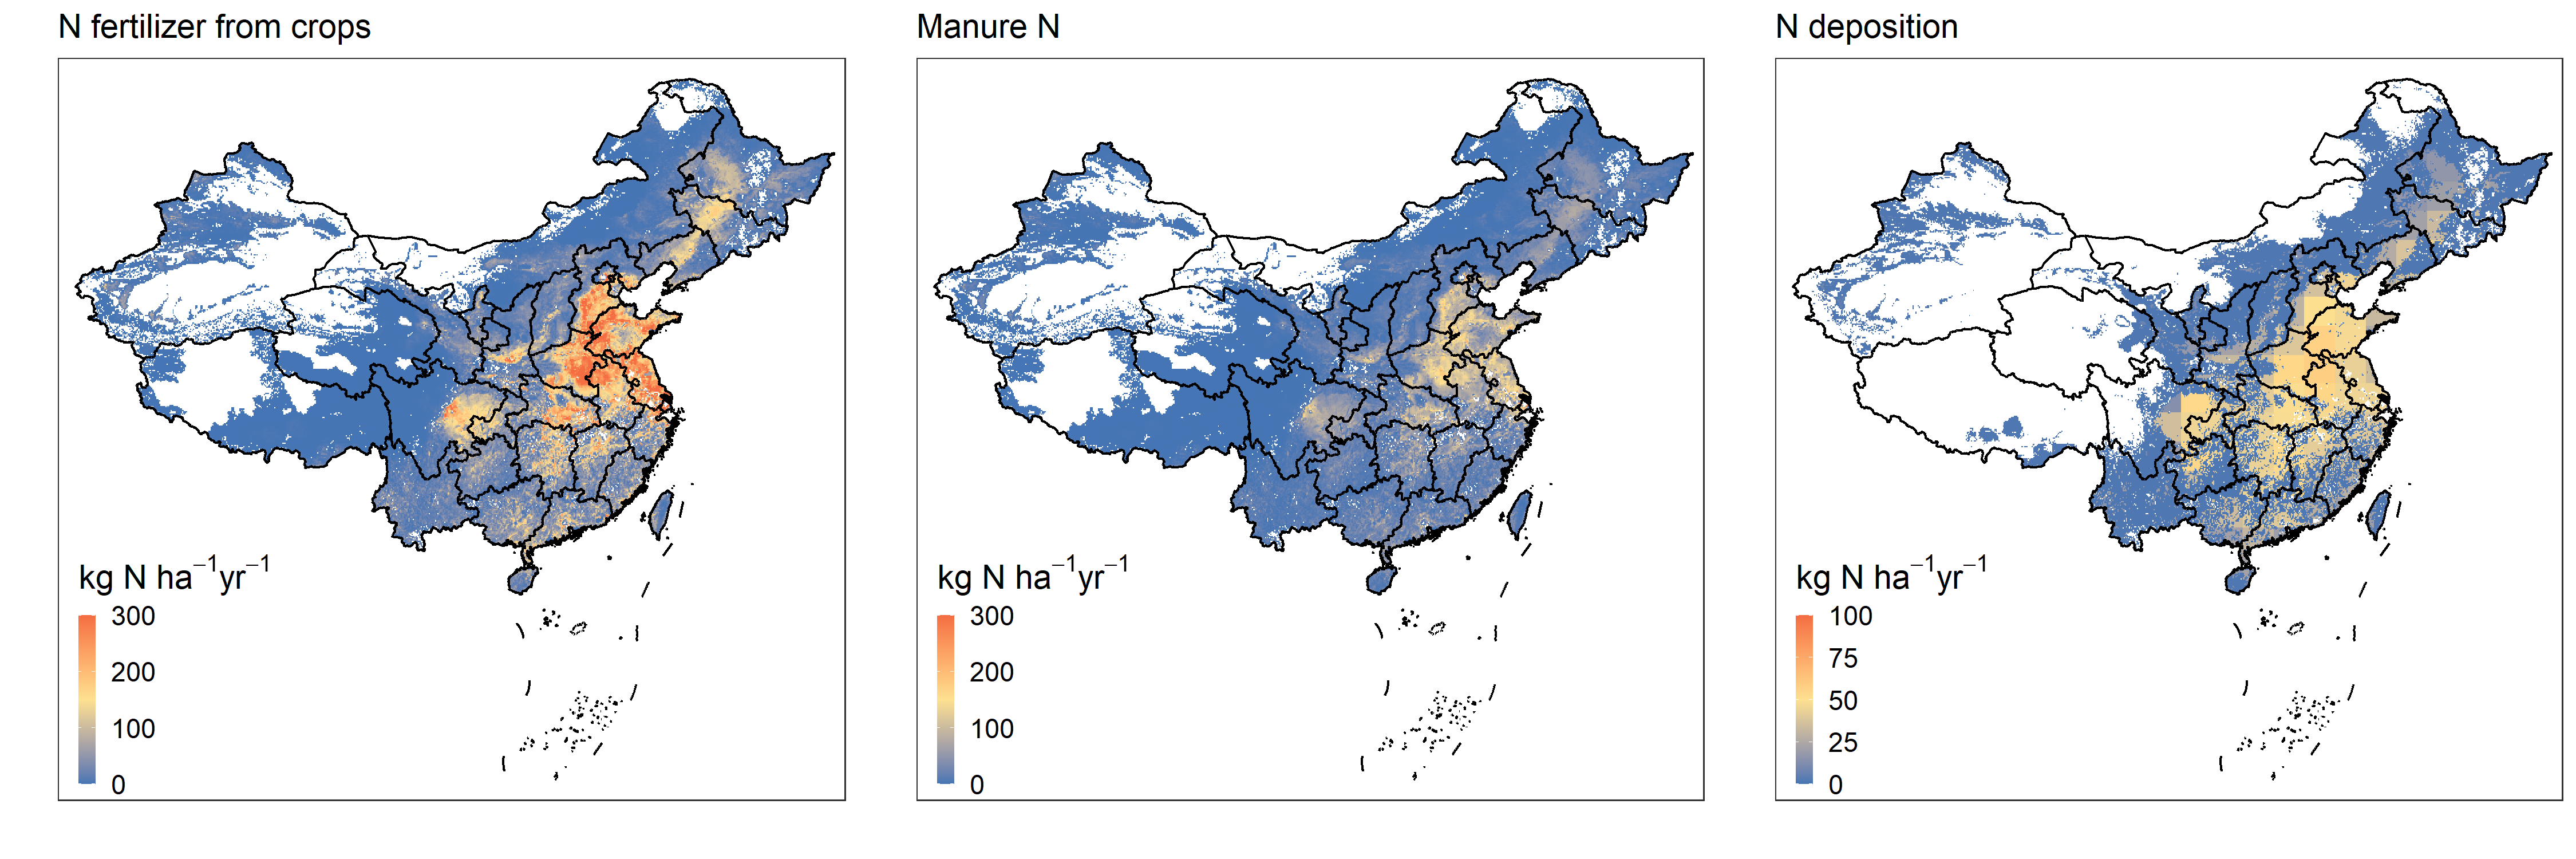 N fertilizer from crops
kg N ha⁻¹yr⁻¹
300
200
100
0
Manure N
kg N ha⁻¹yr⁻¹
300
200
100
0
N deposition
kg N ha⁻¹yr⁻¹
100
75
50
25
0